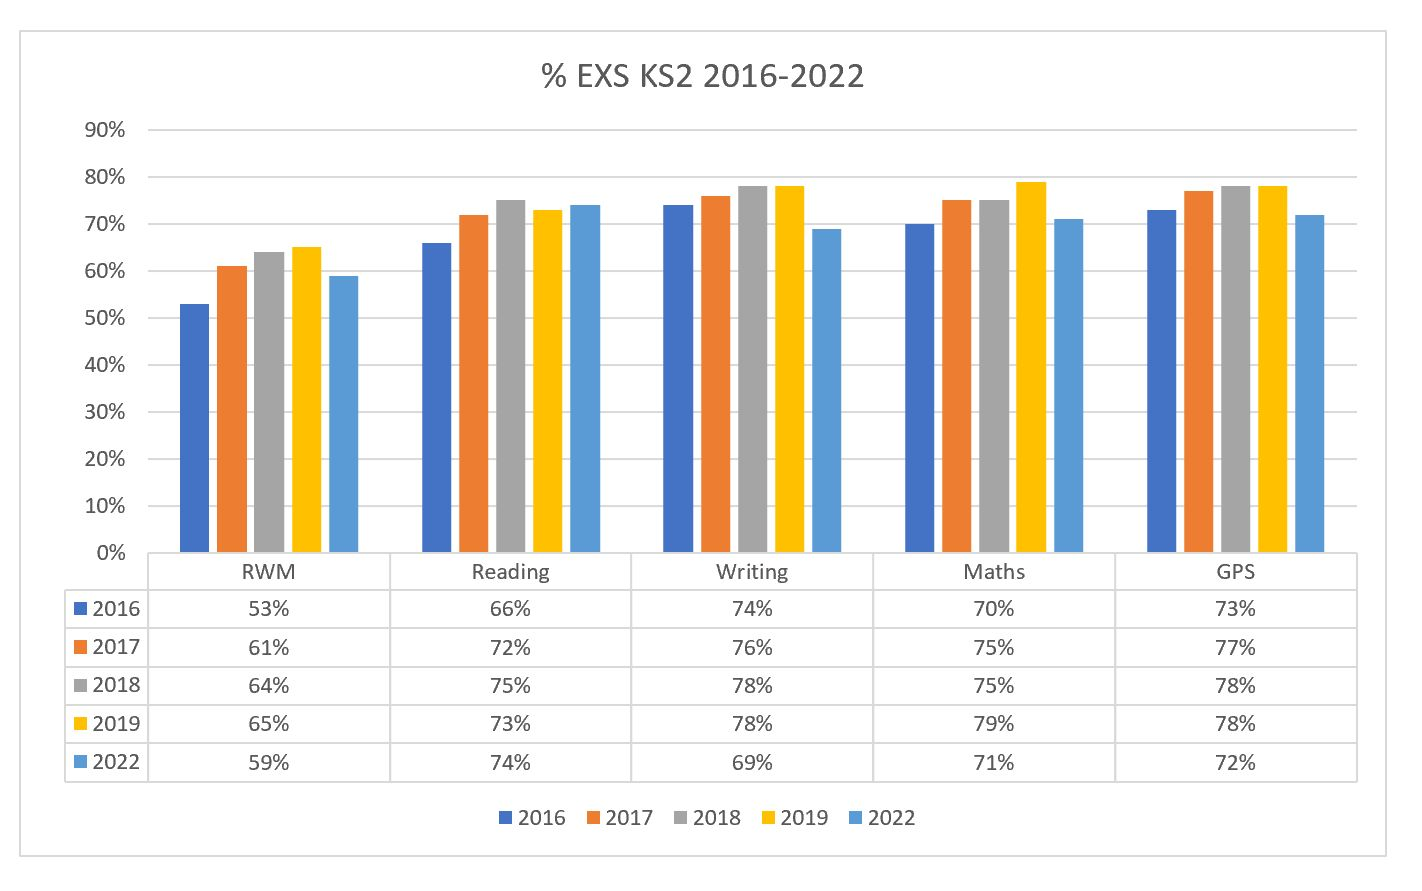 % EXS KS2 2016-2022
90%
80%
70%
60%
50%
40%
30%
20%
10%
0%
RWM Reading Writing Maths GPS
2016 53% 66% 74% 70% 73%
2017 61% 72% 76% 75% 77%
2018 64% 75% 78% 75% 78%
2019 65% 73% 78% 79% 78%
2022 59% 74% 69% 71% 72%
2016 2017 2018 2019 2022